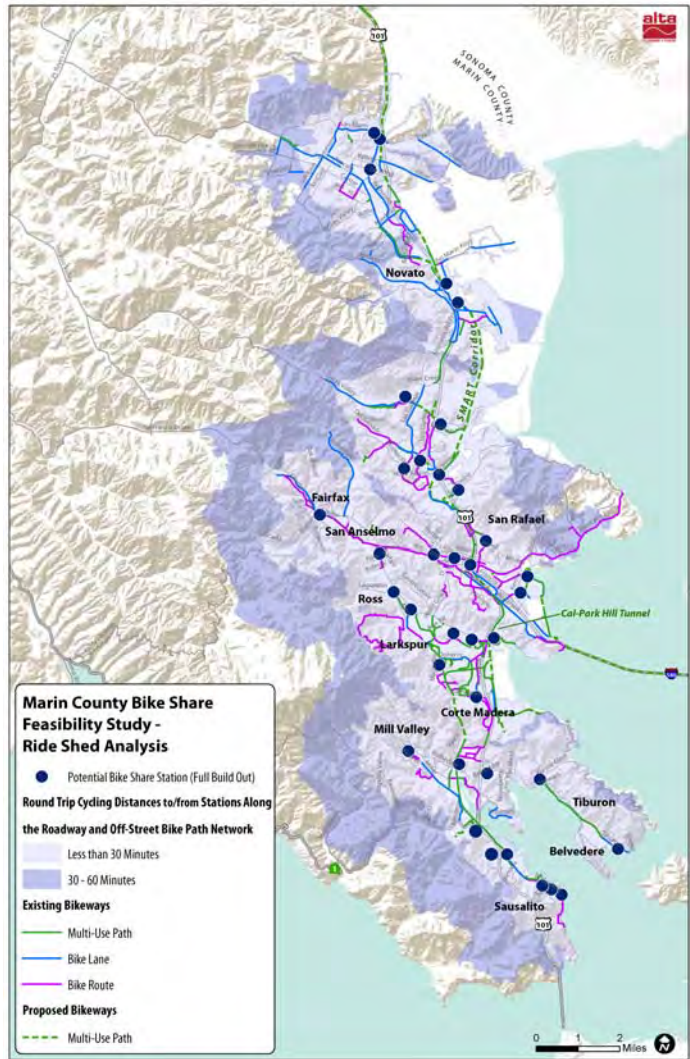 alta
101
SONOMA COUNTY
MARIN COUNTY
Novato
SMART Corridor
101
Fairfax
San Anselmo
San Rafael
Ross
Cal-Park Hill Tunnel
Larkspur
580
Corte Madera
Mill Valley
Tiburon
Belvedere
1
Sausalito
101
Marin County Bike Share
Feasibility Study -
Ride Shed Analysis
Potential Bike Share Station (Full Build Out)
Round Trip Cycling Distances to/from Stations Along
the Roadway and Off-Street Bike Path Network
Less than 30 Minutes
30 - 60 Minutes
Existing Bikeways
Multi-Use Path
Bike Lane
Bike Route
Proposed Bikeways
Multi-Use Path
0 1 2
Miles
N